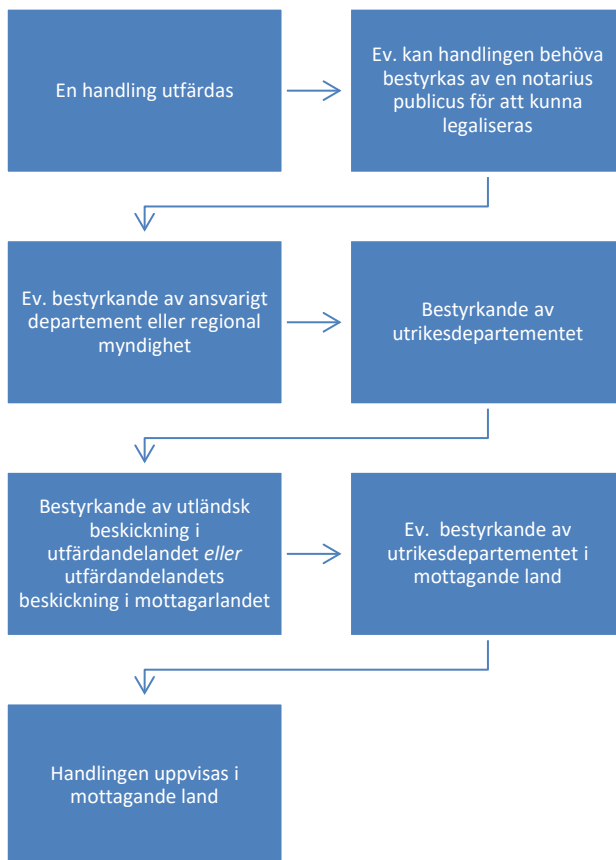 En handling utfärdas
Ev. kan handlingen behöva
bestyrkas av en notarius
publicus för att kunna
legaliseras
Ev. bestyrkande av ansvarigt
departement eller regional
myndighet
Bestyrkande av
utrikesdepartementet
Bestyrkande av utländsk
beskickning i
utfärdandelandet eller
utfärdandelandets
beskickning i mottagarlandet
Ev. bestyrkande av
utrikesdepartementet i
mottagande land
Handlingen uppvisas i
mottagande land